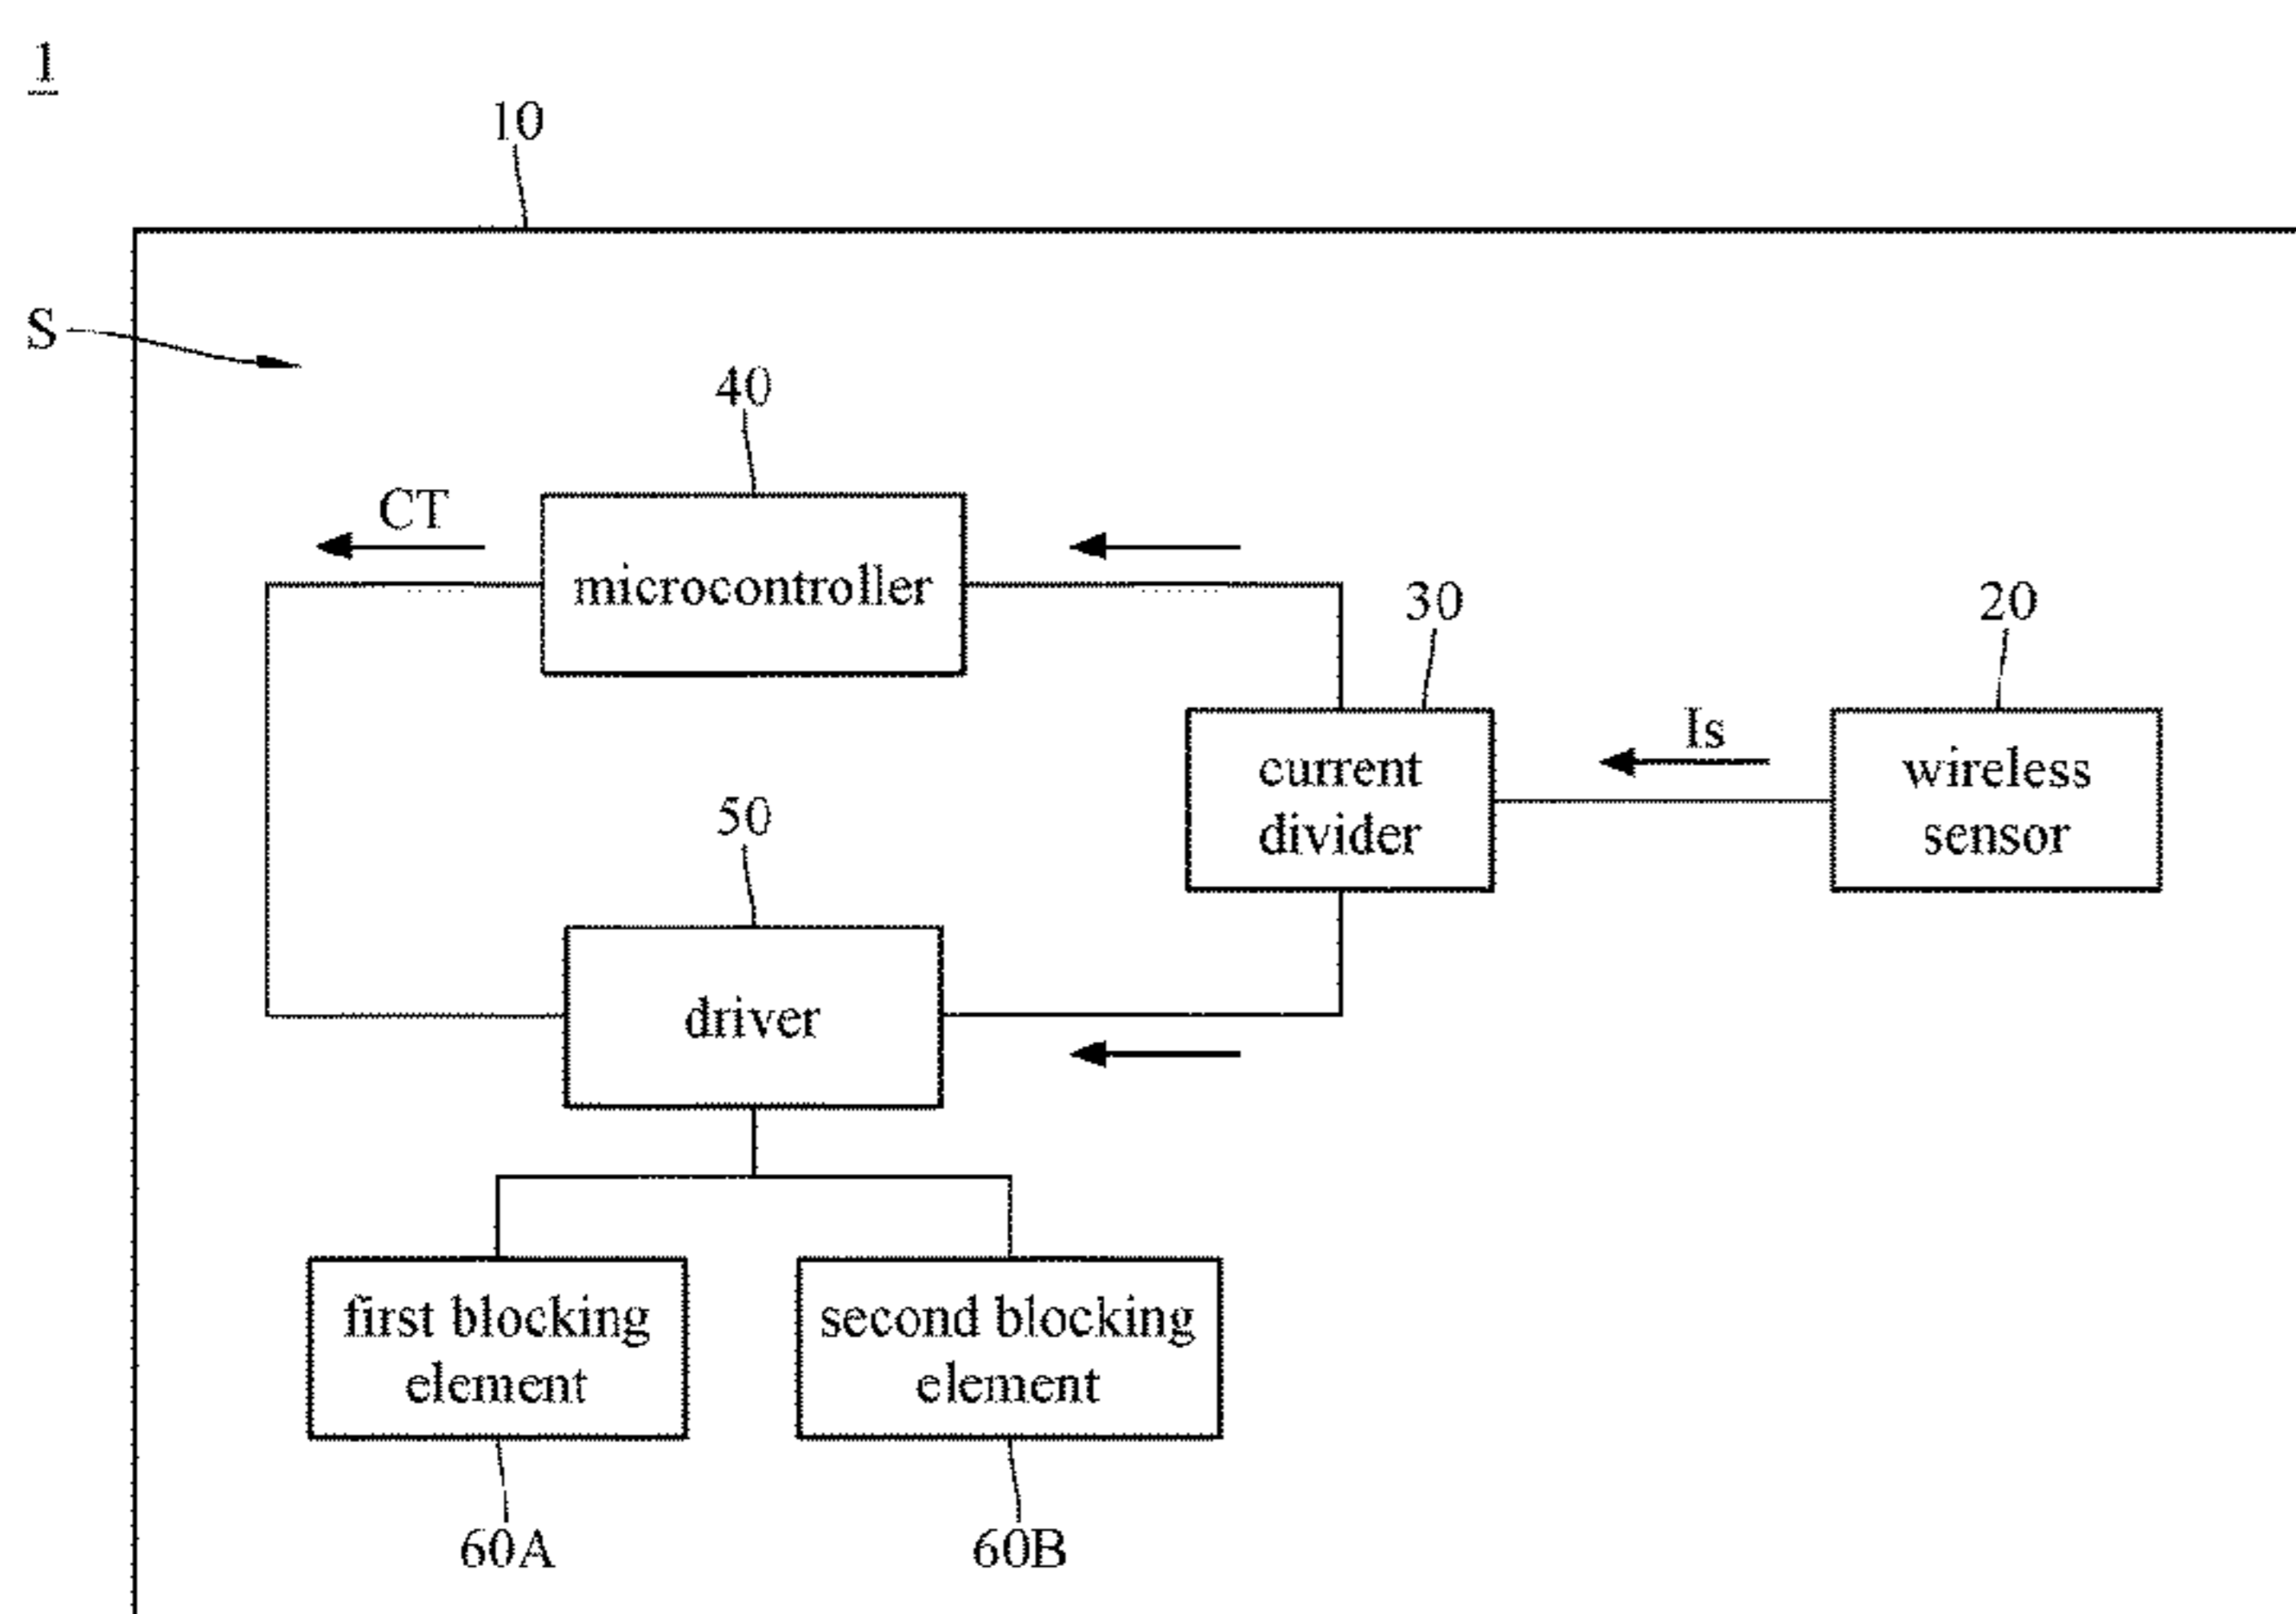 1
10
S
40
CT
microcontroller
30
20
Is
current
divider
wireless
sensor
50
driver
first blocking
element
second blocking
element
60A
60B